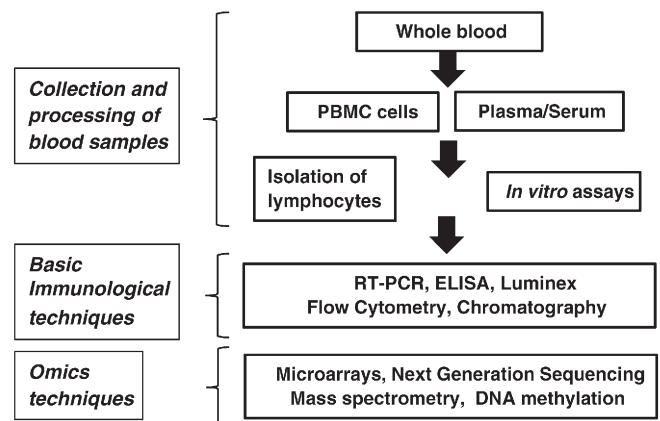 Whole blood
Collection and
processing of
blood samples
PBMC cells
Plasma/Serum
Isolation of
lymphocytes
In vitro assays
Basic
Immunological
techniques
RT-PCR, ELISA, Luminex
Flow Cytometry, Chromatography
Omics
techniques
Microarrays, Next Generation Sequencing
Mass spectrometry, DNA methylation